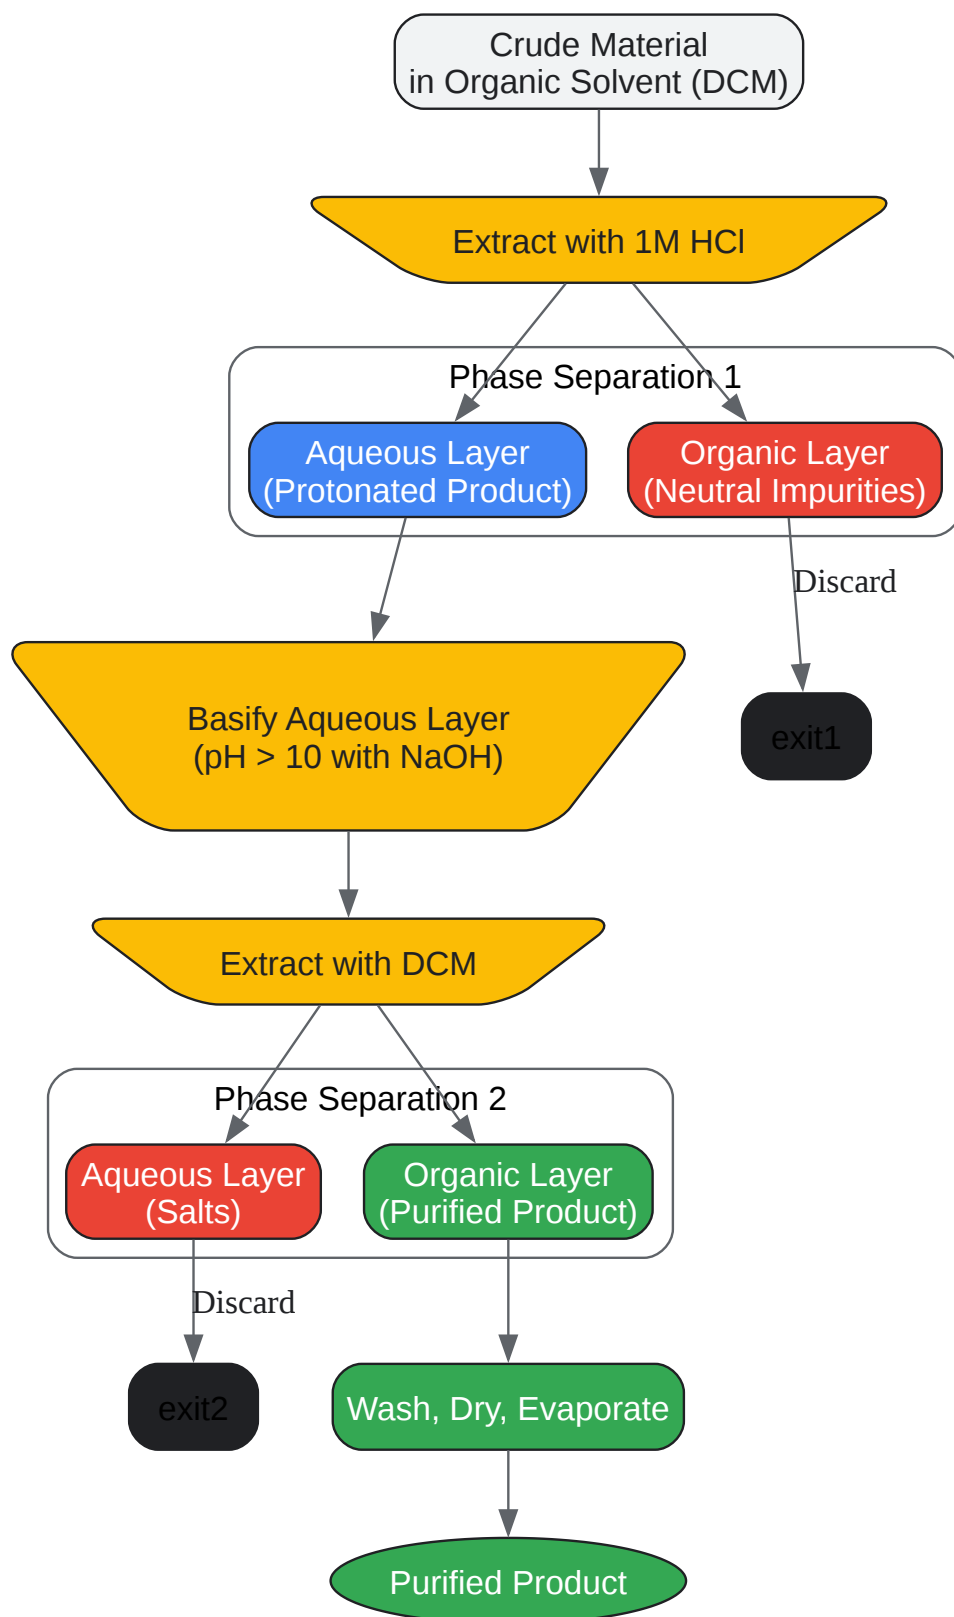 Crude Material
in Organic Solvent (DCM)
Extract with 1M HCl
Phase Separation 1
Aqueous Layer
(Protonated Product)
Organic Layer
(Neutral Impurities)
Discard
Basify Aqueous Layer
(pH > 10 with NaOH)
exit1
Extract with DCM
Phase Separation 2
Aqueous Layer
(Salts)
Organic Layer
(Purified Product)
Discard
exit2
Wash, Dry, Evaporate
Purified Product